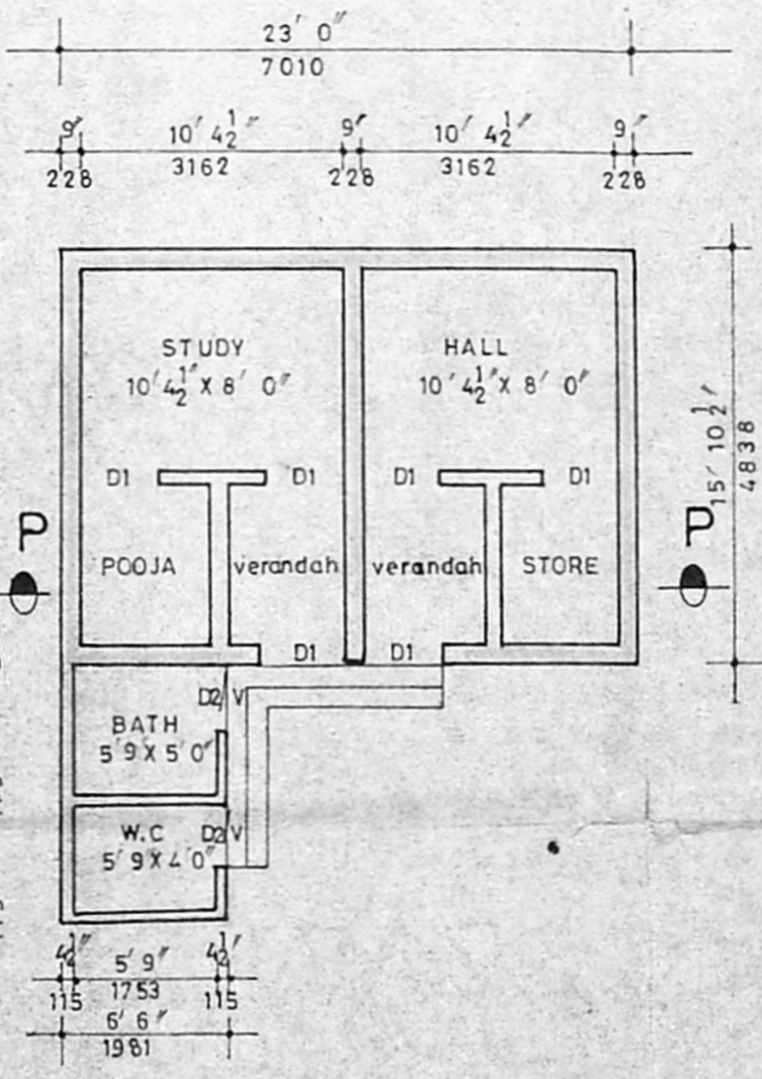 23' 0"
7010
9" 10' 4½" 9" 10' 4½" 9"
228 3162 228 3162 228
STUDY
10' 4½" X 8' 0"
HALL
10' 4½" X 8' 0"
15' 10½"
4838
D1 D1 D1 D1
P P
POOJA verandah verandah STORE
D1 D1
D2/V
BATH
5' 9" X 5' 0"
W.C D2/V
5' 9" X 4' 0"
4½" 5' 9" 4½"
115 1753 115
6' 6"
1981